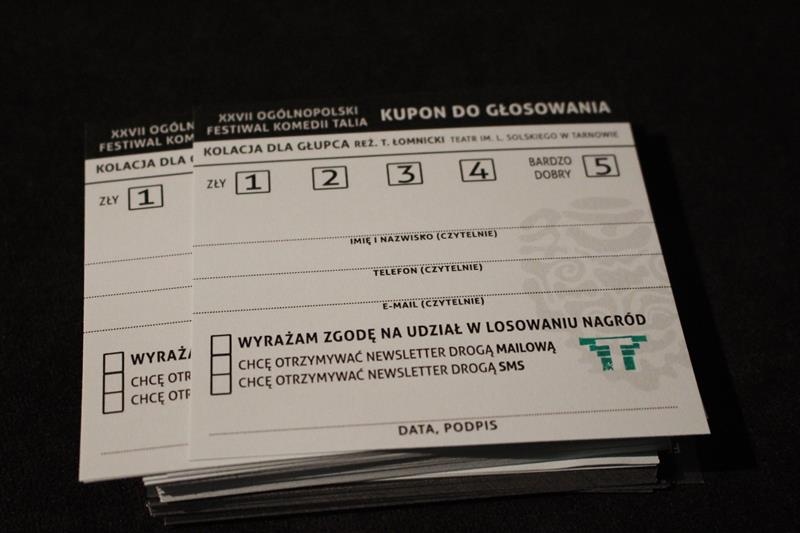 XXVII OGÓLNOPOLSKI
FESTIWAL KOMEDII TALIA
KUPON DO GŁOSOWANIA
KOLACJA DLA GŁUPCA REŻ. T. ŁOMNICKI TEATR IM. L. SOLSKIEGO W TARNOWIE
ZŁY 1 2 3 4 BARDZO DOBRY 5
IMIĘ I NAZWISKO (CZYTELNIE)
TELEFON (CZYTELNIE)
E-MAIL (CZYTELNIE)
WYRAŻAM ZGODĘ NA UDZIAŁ W LOSOWANIU NAGRÓD
CHCĘ OTRZYMYWAĆ NEWSLETTER DROGĄ MAILOWĄ
CHCĘ OTRZYMYWAĆ NEWSLETTER DROGĄ SMS
DATA, PODPIS
XXVII OGÓLN
FESTIWAL KOM
KOLACJA DLA G
ZŁY 1
WYRAŻA
CHCĘ OTR
CHCĘ OTR